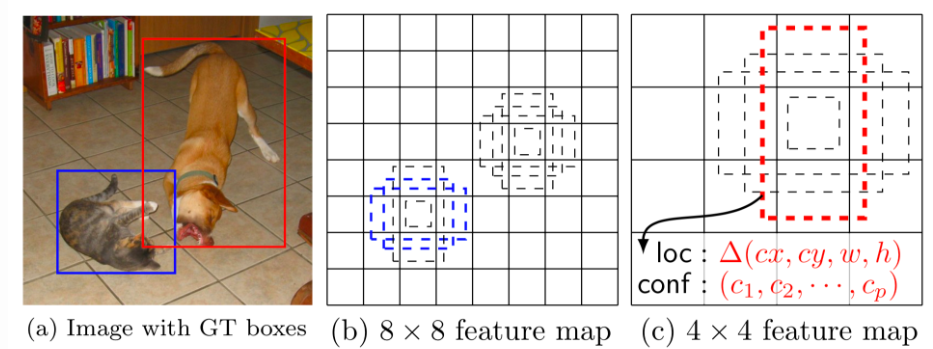 loc : Δ(cx, cy, w, h)
conf : (c₁, c₂, ⋯, cₚ)
(a) Image with GT boxes
(b) 8 × 8 feature map
(c) 4 × 4 feature map